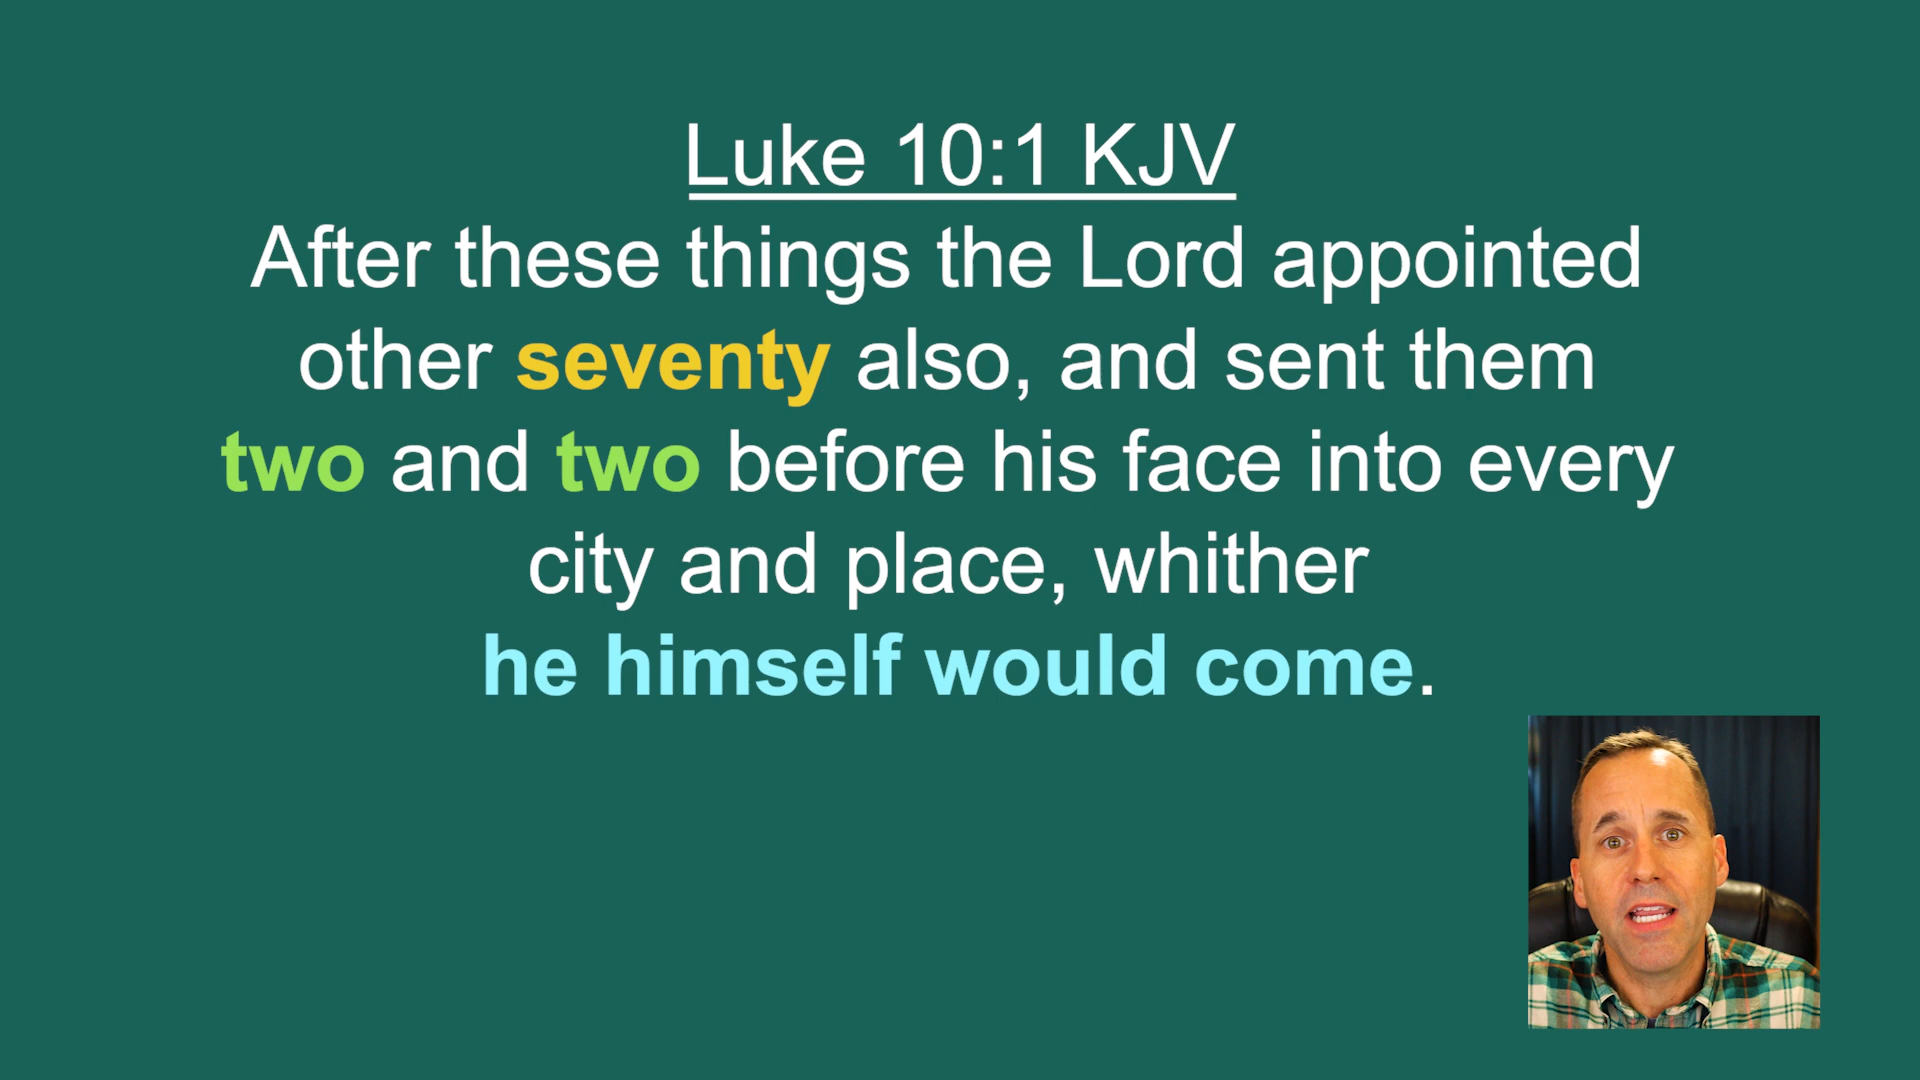 Luke 10:1 KJV
After these things the Lord appointed
other seventy also, and sent them
two and two before his face into every
city and place, whither
he himself would come.